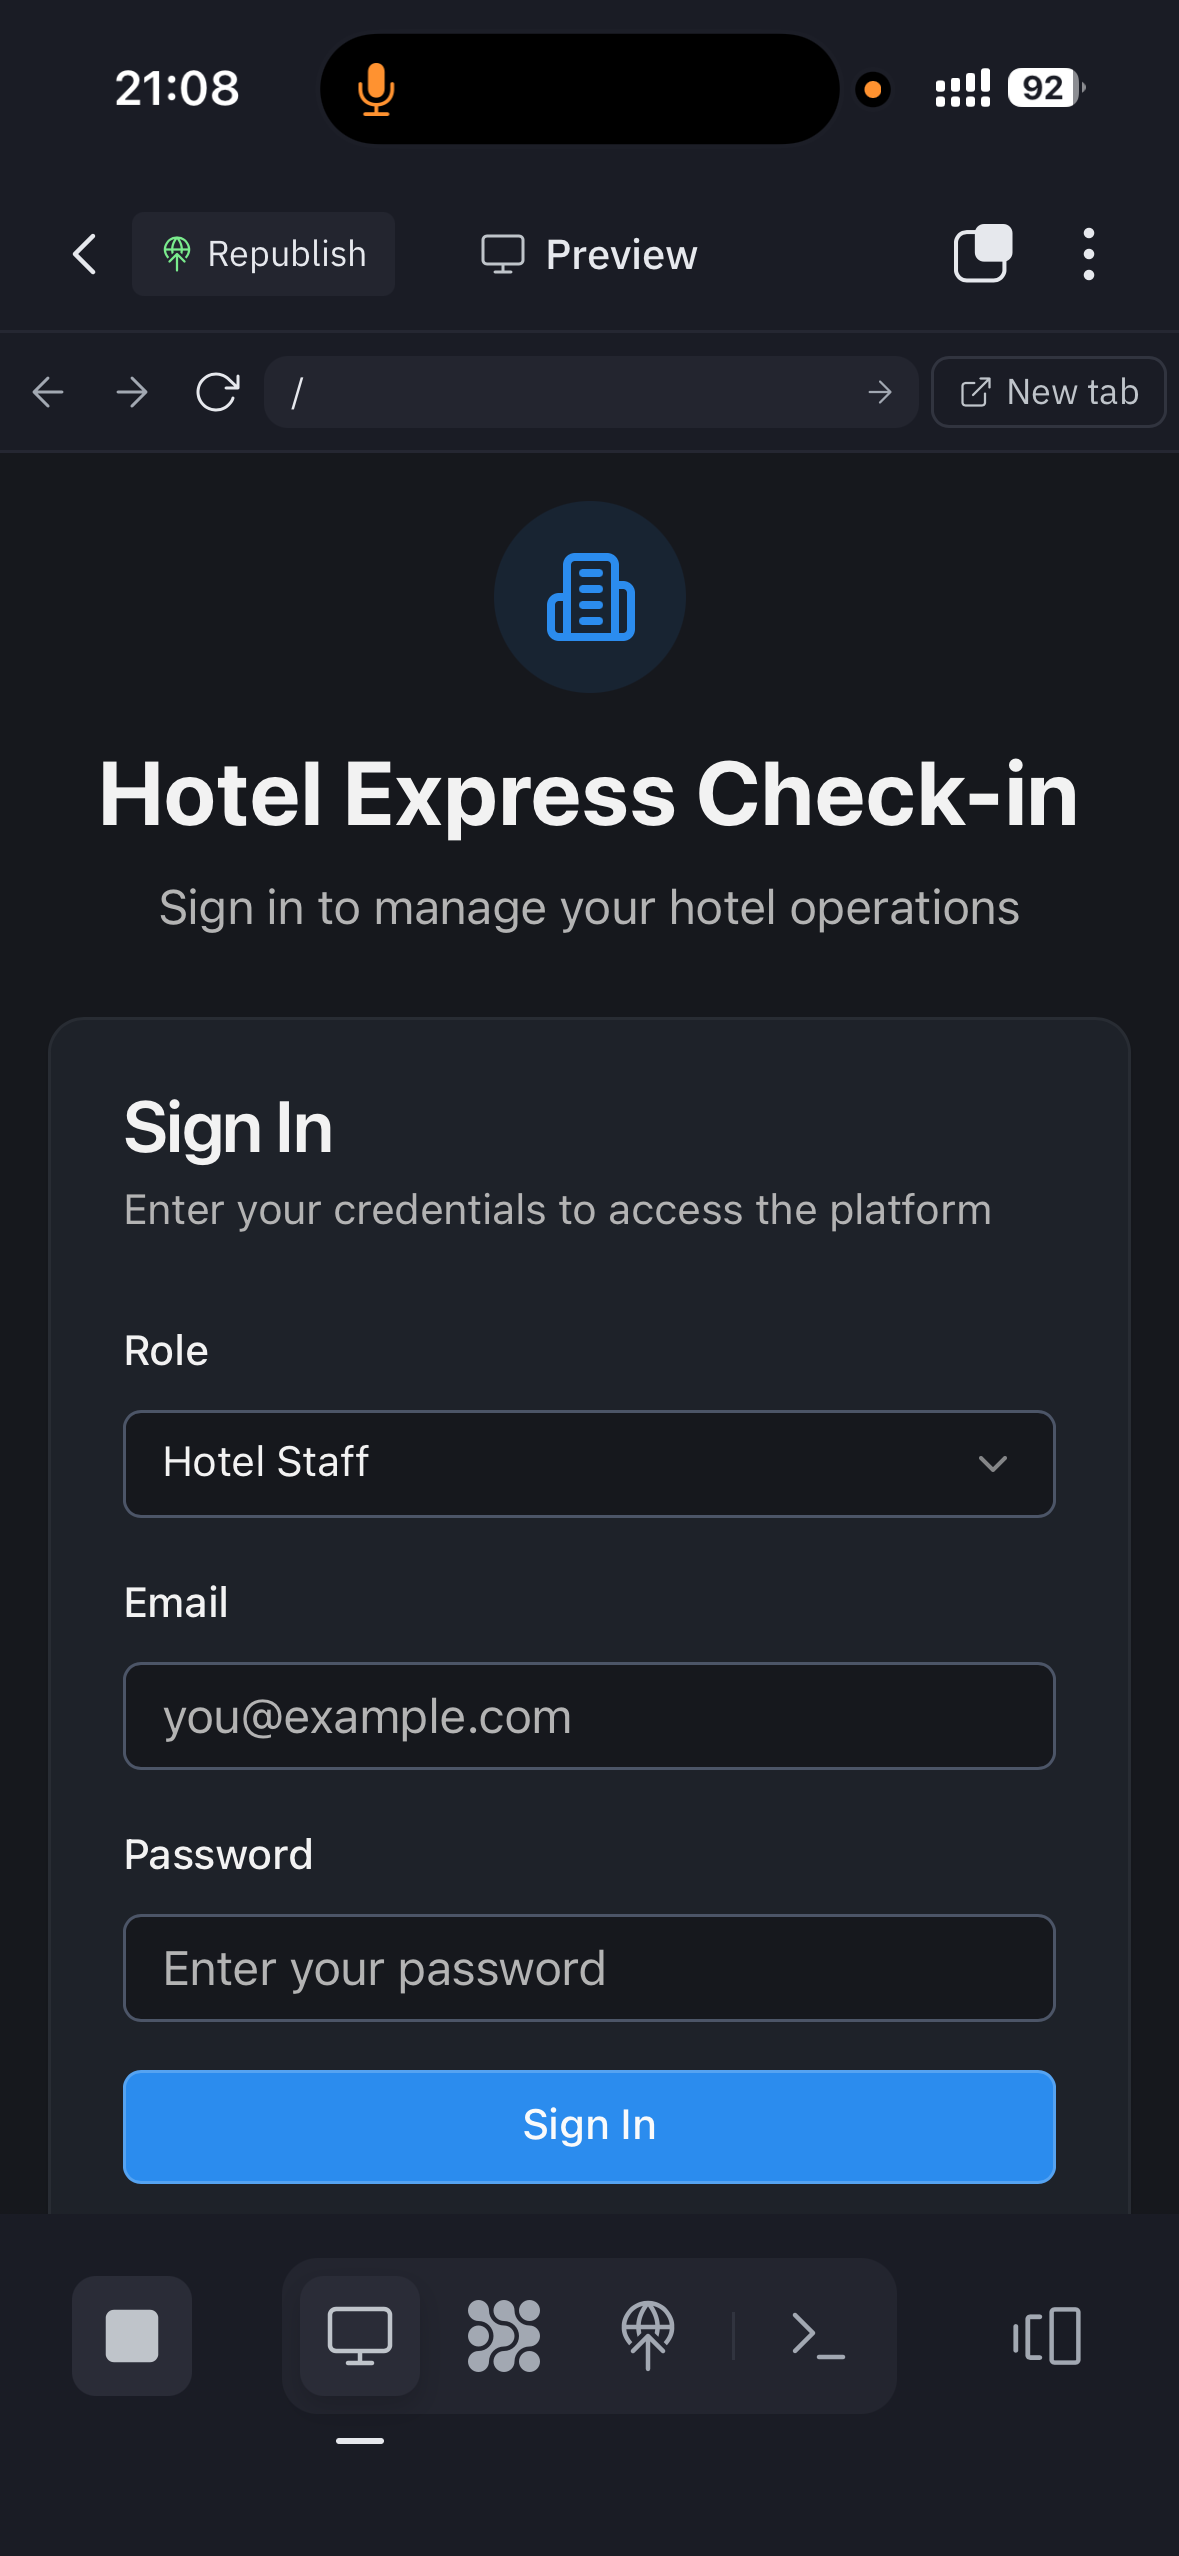 21:08
92
Republish
Preview
/
New tab
Hotel Express Check-in
Sign in to manage your hotel operations
Sign In
Enter your credentials to access the platform
Role
Hotel Staff
Email
you@example.com
Password
Enter your password
Sign In